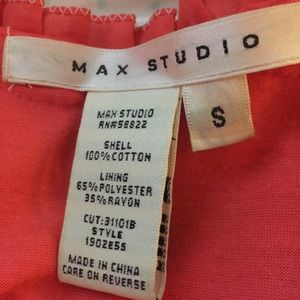 MAX STUDIO
S
MAX STUDIO
RN#58822
SHELL
100% COTTON
LINING
65% POLYESTER
35% RAYON
CUT: 31101B
STYLE
1902E55
MADE IN CHINA
CARE ON REVERSE